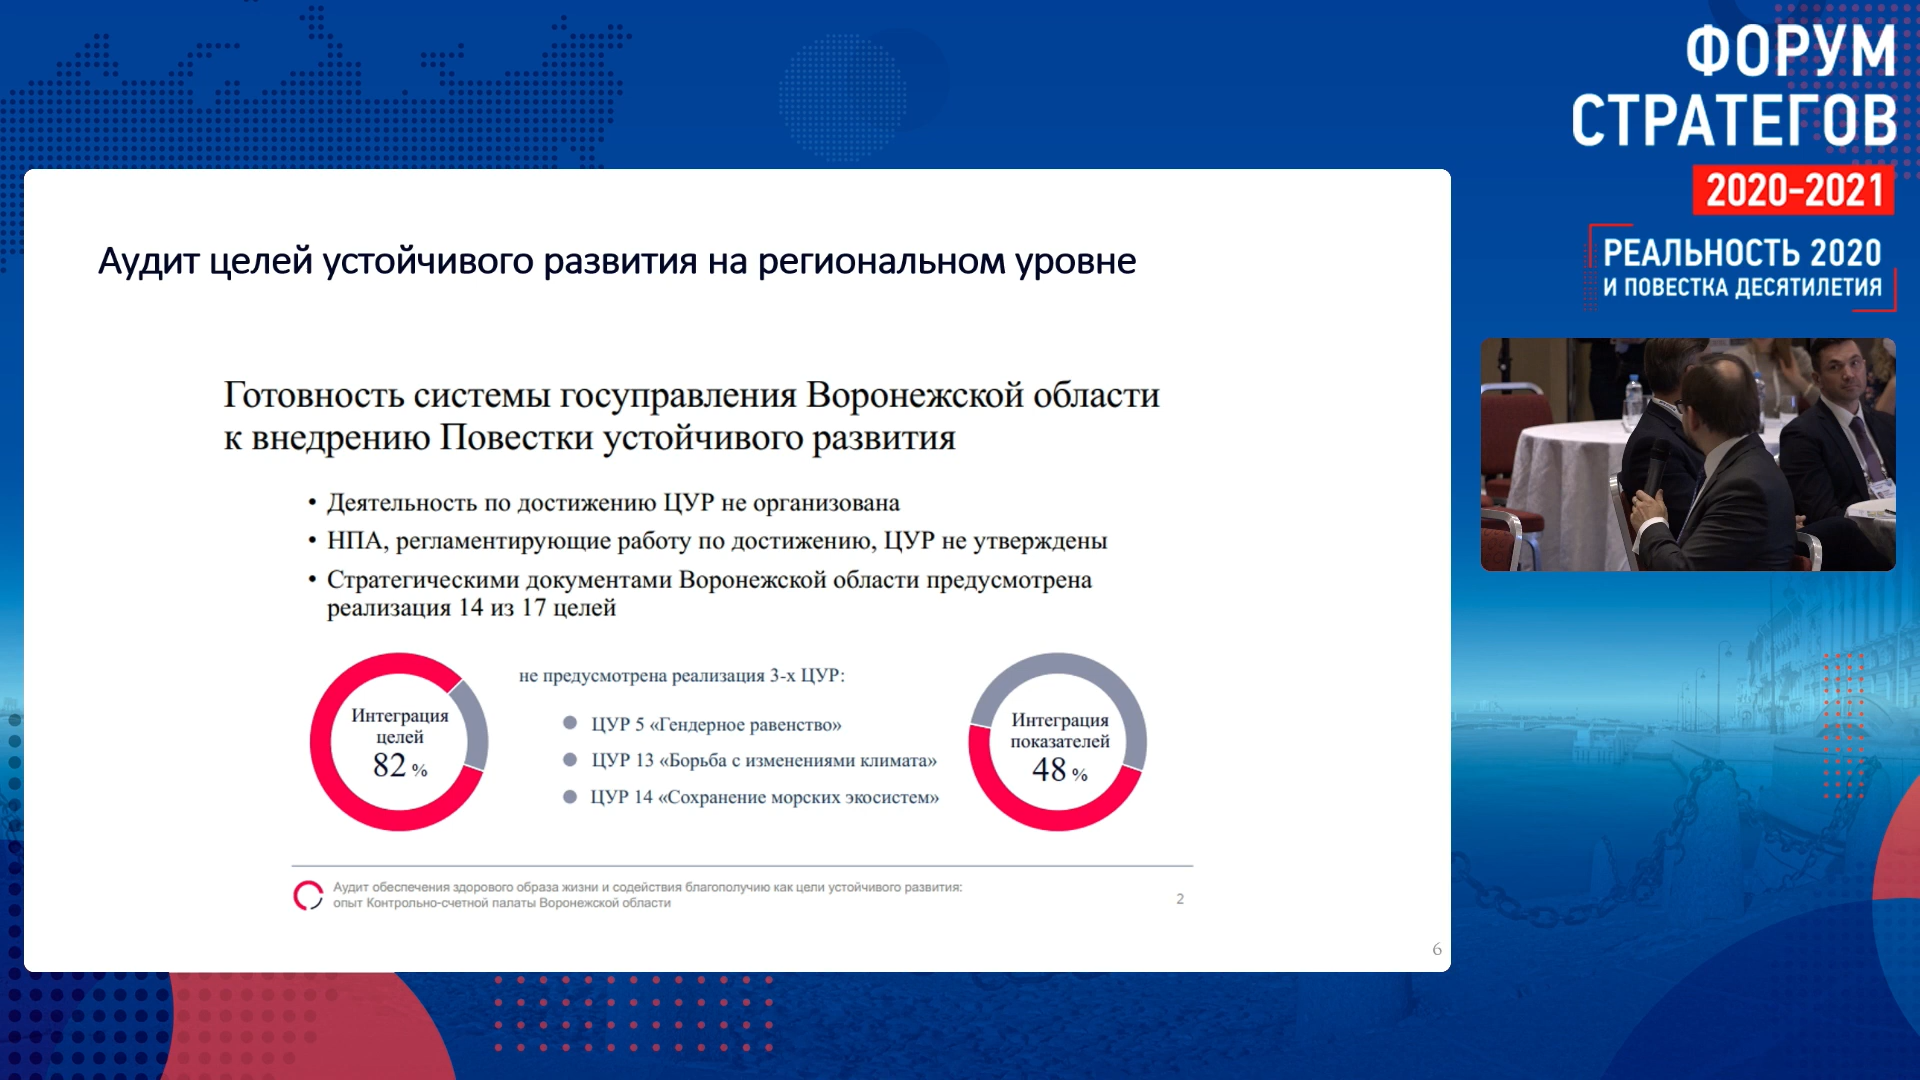 ФОРУМ
СТРАТЕГОВ
2020-2021
РЕАЛЬНОСТЬ 2020
И ПОВЕСТКА ДЕСЯТИЛЕТИЯ
Аудит целей устойчивого развития на региональном уровне
Готовность системы госуправления Воронежской области
к внедрению Повестки устойчивого развития
• Деятельность по достижению ЦУР не организована
• НПА, регламентирующие работу по достижению, ЦУР не утверждены
• Стратегическими документами Воронежской области предусмотрена
реализация 14 из 17 целей
Интеграция
целей
82 %
не предусмотрена реализация 3-х ЦУР:
ЦУР 5 «Гендерное равенство»
ЦУР 13 «Борьба с изменениями климата»
ЦУР 14 «Сохранение морских экосистем»
Интеграция
показателей
48 %
Аудит обеспечения здорового образа жизни и содействия благополучию как цели устойчивого развития:
опыт Контрольно-счетной палаты Воронежской области
2
6